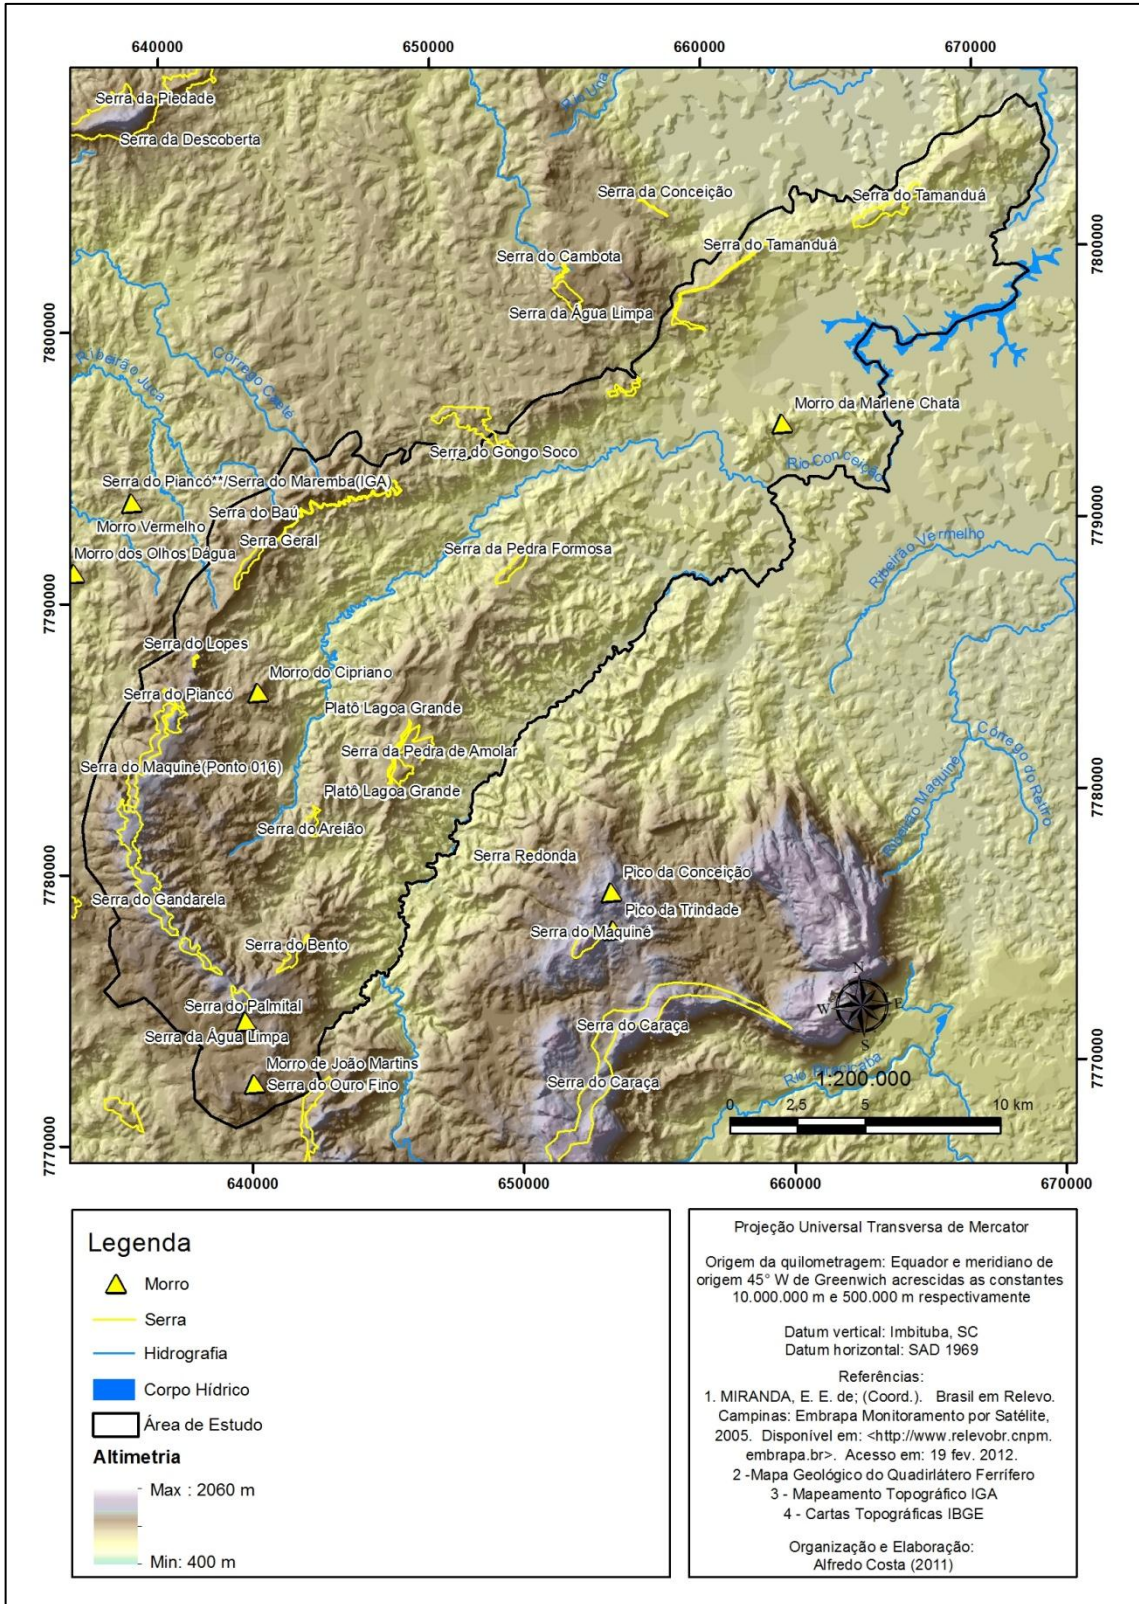 640000
650000
660000
670000
Serra da Piedade
Rio Una
Serra da Descoberta
Serra da Conceição
Serra do Tamanduá
7800000
Serra do Tamanduá
Serra do Cambota
Serra da Água Limpa
7800000
Ribeirão Juca
Córrego Caeté
Morro da Marlene Chata
Serra do Gongo Soco
Rio Conceição
Serra do Piancó**/Serra do Maremba(IGA)
Serra do Baú
Morro Vermelho
7790000
Serra Geral
Serra da Pedra Formosa
Morro dos Olhos Dágua
Ribeirão Vermelho
7790000
Serra do Lopes
Morro do Cipriano
Serra do Piancó
Platô Lagoa Grande
Serra da Pedra de Amolar
Serra do Maquiné(Ponto 016)
Ribeirão Maquiné
Córrego do Retiro
7780000
Platô Lagoa Grande
Serra do Areião
Serra Redonda
7780000
Pico da Conceição
Serra do Gandarela
Pico da Trindade
Serra do Maquiné
Serra do Bento
N
W
E
S
Serra do Palmital
Serra da Água Limpa
Serra do Caraça
Morro de João Martins
Serra do Ouro Fino
Serra do Caraça
Rio Piracicaba
1:200.000
7770000
0
2,5
5
10 km
7770000
640000
650000
660000
670000
Legenda
Morro
Serra
Hidrografia
Corpo Hídrico
Área de Estudo
Altimetria
Max : 2060 m
Min: 400 m
Projeção Universal Transversa de Mercator
Origem da quilometragem: Equador e meridiano de
origem 45° W de Greenwich acrescidas as constantes
10.000.000 m e 500.000 m respectivamente
Datum vertical: Imbituba, SC
Datum horizontal: SAD 1969
Referências:
1. MIRANDA, E. E. de; (Coord.). Brasil em Relevo.
Campinas: Embrapa Monitoramento por Satélite,
2005. Disponível em: <http://www.relevobr.cnpm.
embrapa.br>. Acesso em: 19 fev. 2012.
2 -Mapa Geológico do Quadirlátero Ferrífero
3 - Mapeamento Topográfico IGA
4 - Cartas Topográficas IBGE
Organização e Elaboração:
Alfredo Costa (2011)